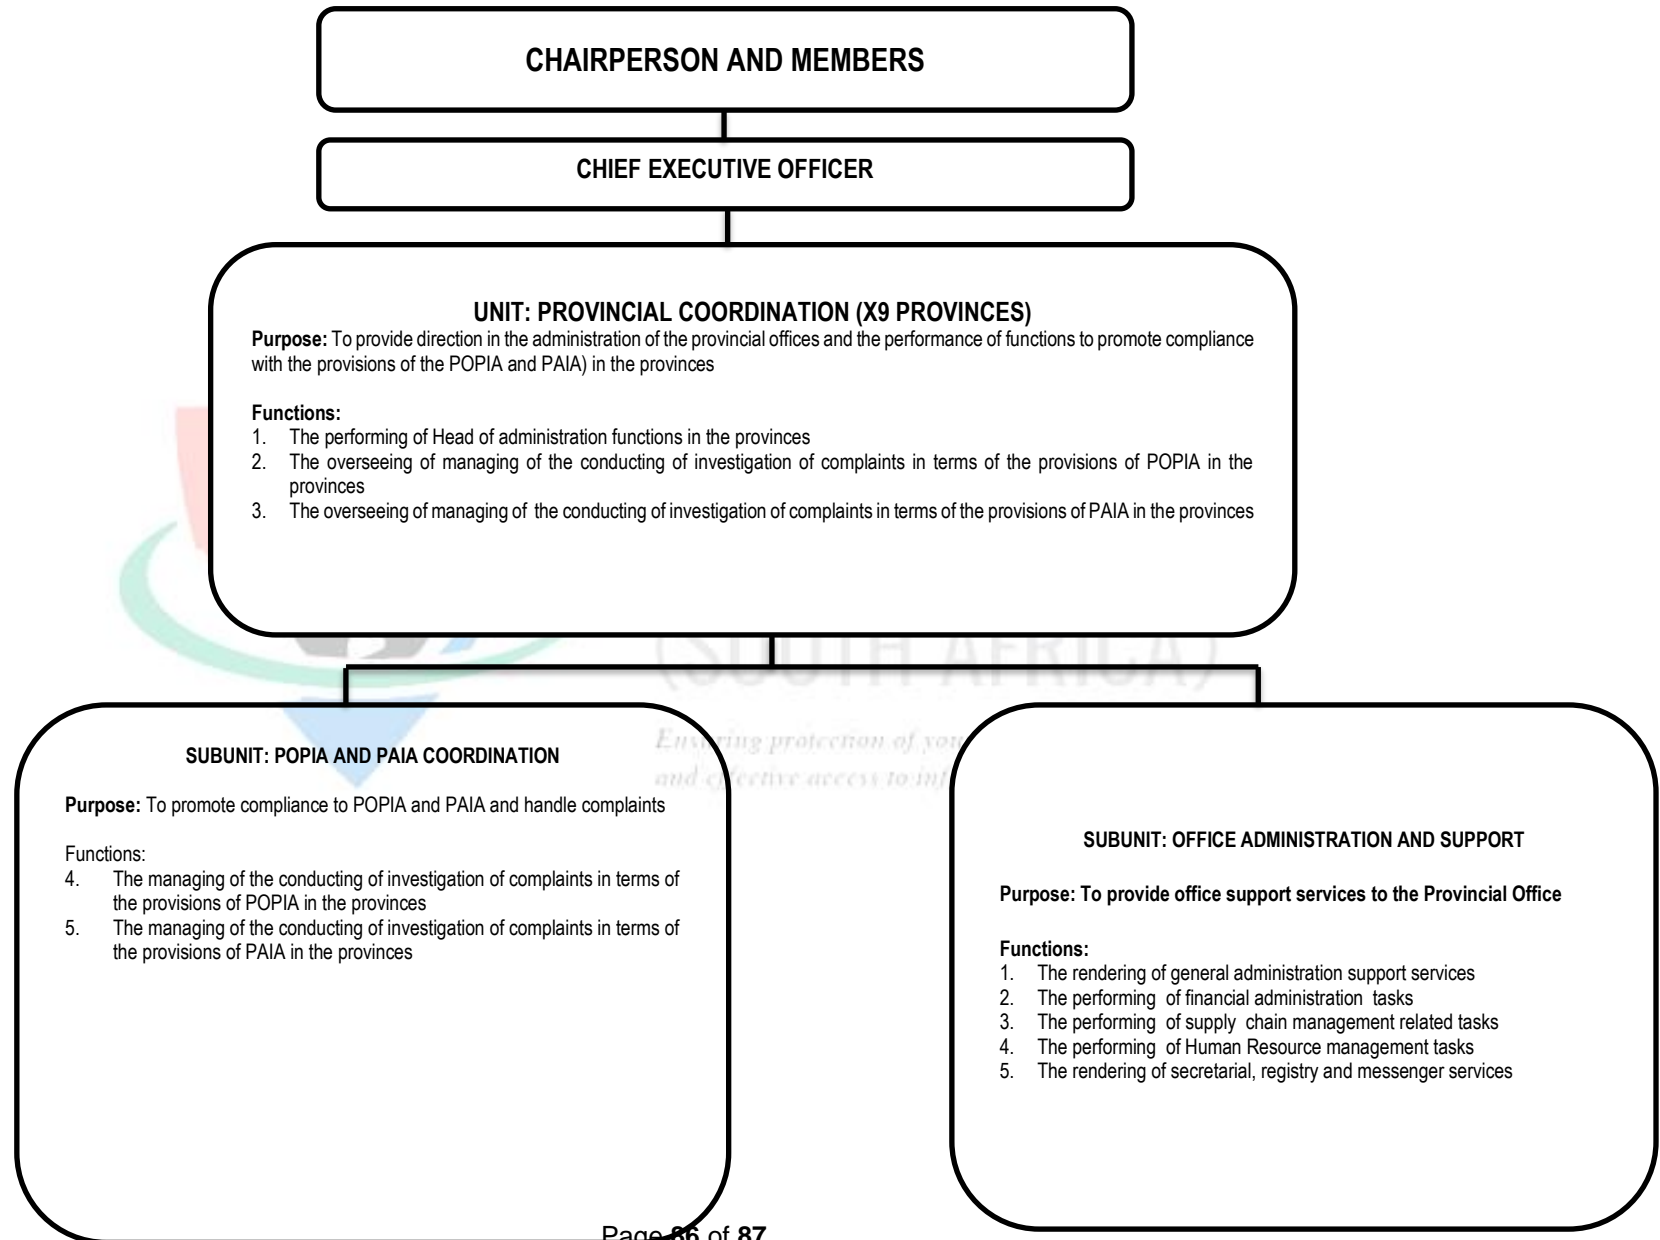 CHAIRPERSON AND MEMBERS
CHIEF EXECUTIVE OFFICER
UNIT: PROVINCIAL COORDINATION (X9 PROVINCES)
Purpose: To provide direction in the administration of the provincial offices and the performance of functions to promote compliance
with the provisions of the POPIA and PAIA) in the provinces
Functions:
1. The performing of Head of administration functions in the provinces
2. The overseeing of managing of the conducting of investigation of complaints in terms of the provisions of POPIA in the
provinces
3. The overseeing of managing of the conducting of investigation of complaints in terms of the provisions of PAIA in the provinces
(SOUTH AFRICA)
Ensuring protection of you
and effective access to inf
SUBUNIT: POPIA AND PAIA COORDINATION
Purpose: To promote compliance to POPIA and PAIA and handle complaints
Functions:
4. The managing of the conducting of investigation of complaints in terms of
the provisions of POPIA in the provinces
5. The managing of the conducting of investigation of complaints in terms of
the provisions of PAIA in the provinces
SUBUNIT: OFFICE ADMINISTRATION AND SUPPORT
Purpose: To provide office support services to the Provincial Office
Functions:
1. The rendering of general administration support services
2. The performing of financial administration tasks
3. The performing of supply chain management related tasks
4. The performing of Human Resource management tasks
5. The rendering of secretarial, registry and messenger services
Page 86 of 87